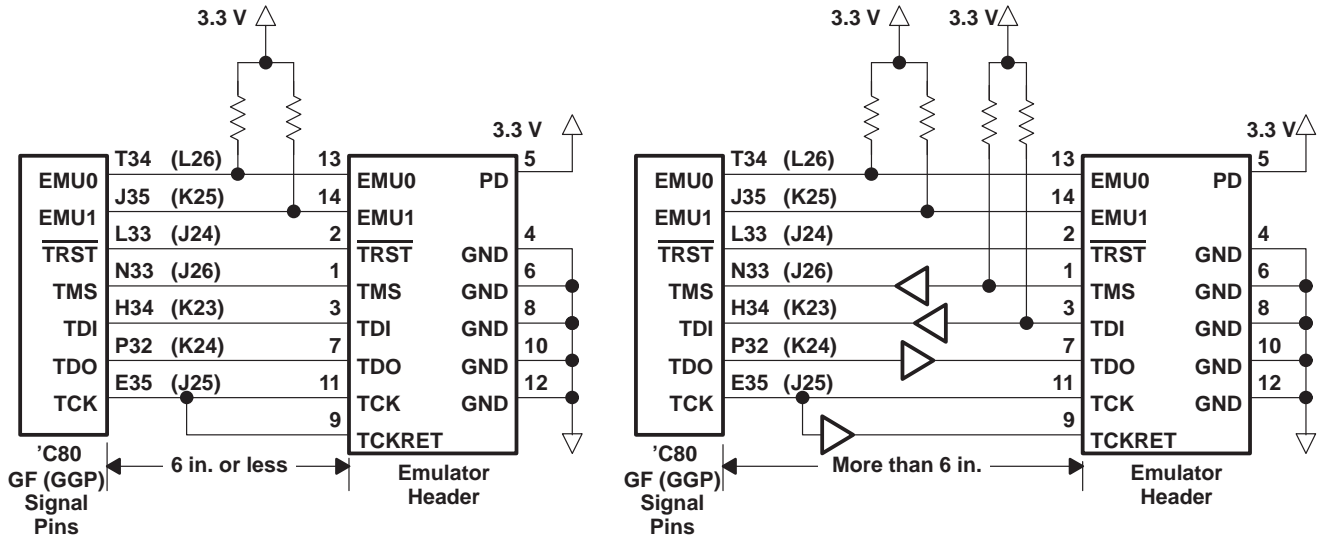 3.3 V
3.3 V
T34 (L26) 13
5
EMU0
EMU0
PD
J35 (K25) 14
EMU1
EMU1
L33 (J24) 2
4
TRST
TRST
GND
N33 (J26) 1
6
TMS
TMS
GND
H34 (K23) 3
8
TDI
TDI
GND
P32 (K24) 7
10
TDO
TDO
GND
E35 (J25) 11
12
TCK
TCK
GND
9
TCKRET
'C80
GF (GGP)
Signal
Pins
6 in. or less
Emulator
Header
3.3 V
3.3 V
3.3 V
T34 (L26) 13
5
EMU0
EMU0
PD
J35 (K25) 14
EMU1
EMU1
L33 (J24) 2
4
TRST
TRST
GND
N33 (J26) 1
6
TMS
TMS
GND
H34 (K23) 3
8
TDI
TDI
GND
P32 (K24) 7
10
TDO
TDO
GND
E35 (J25) 11
12
TCK
TCK
GND
9
TCKRET
'C80
GF (GGP)
Signal
Pins
More than 6 in.
Emulator
Header